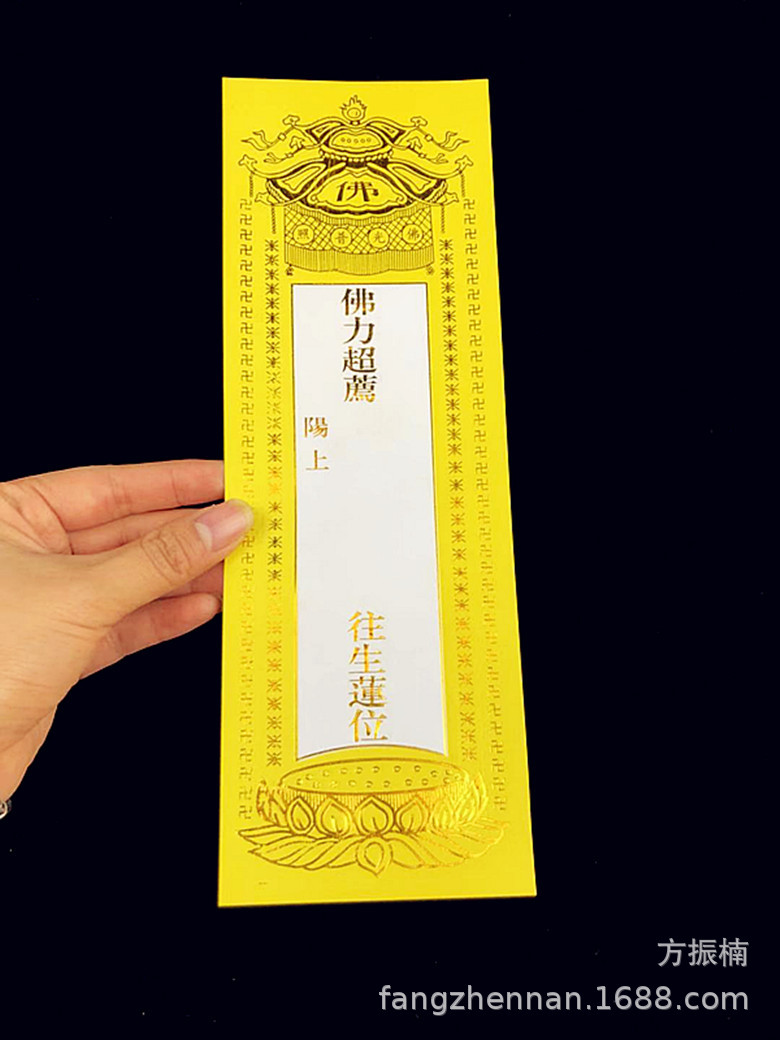 佛
佛光普照
佛力超薦
往生蓮位
陽上
方振楠
fangzhennan.1688.com